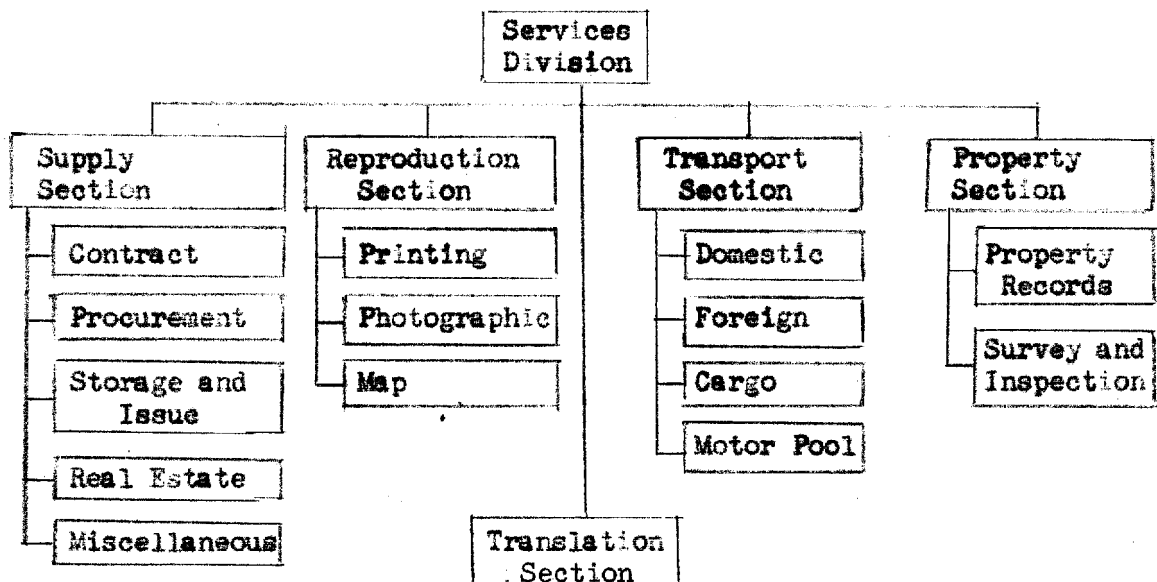 Services
Division
Supply
Section
Contract
Procurement
Storage and
Issue
Real Estate
Miscellaneous
Reproduction
Section
Printing
Photographic
Map
Transport
Section
Domestic
Foreign
Cargo
Motor Pool
Property
Section
Property
Records
Survey and
Inspection
Translation
Section